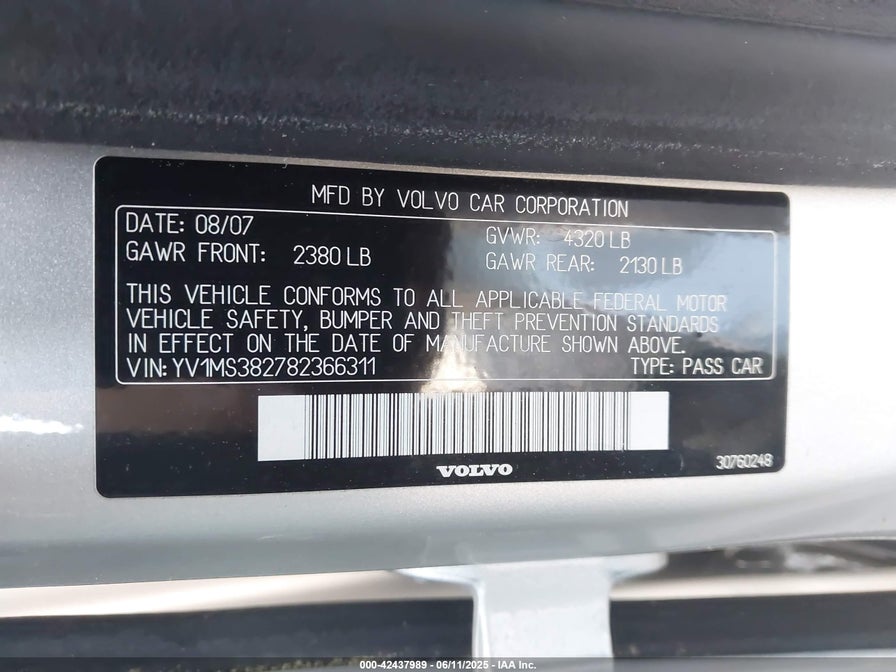 MFD BY VOLVO CAR CORPORATION
DATE: 08/07 GVWR: 4320 LB
GAWR FRONT: 2380 LB GAWR REAR: 2130 LB
THIS VEHICLE CONFORMS TO ALL APPLICABLE FEDERAL MOTOR
VEHICLE SAFETY, BUMPER AND THEFT PREVENTION STANDARDS
IN EFFECT ON THE DATE OF MANUFACTURE SHOWN ABOVE.
VIN: YV1MS382782366311 TYPE: PASS CAR
VOLVO
30760248
000-42437989 - 06/11/2025 - IAA Inc.